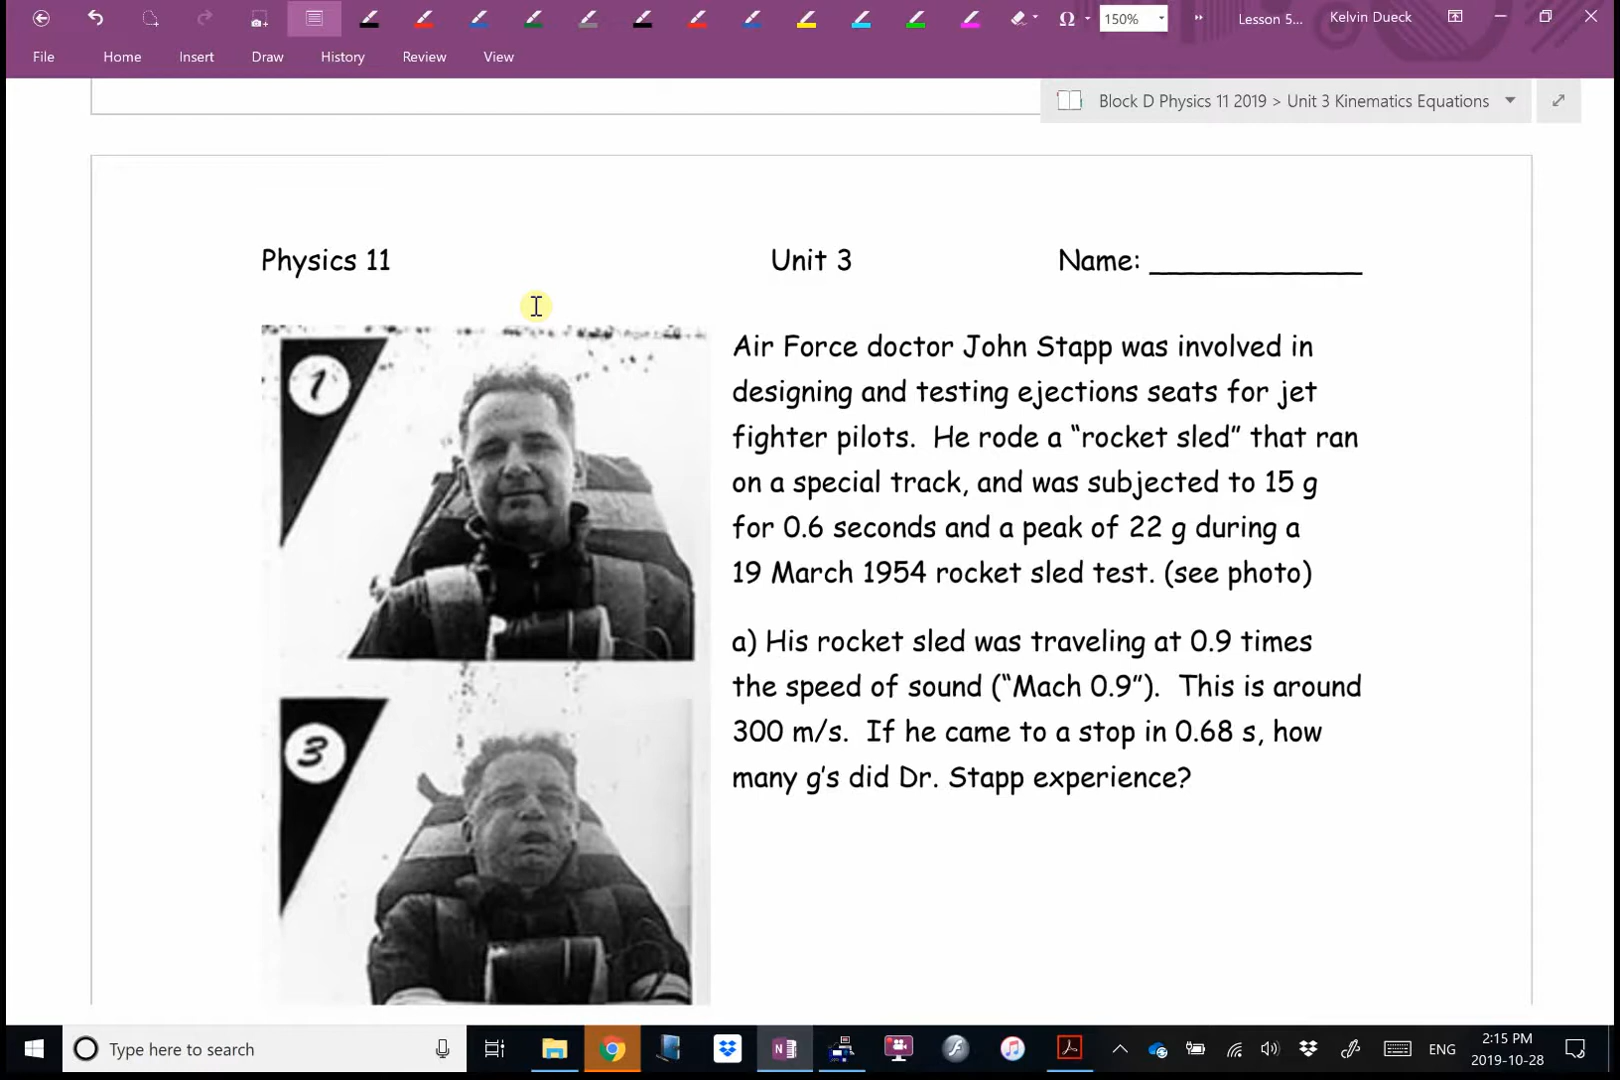 150%
Lesson 5...
Kelvin Dueck
File
Home
Insert
Draw
History
Review
View
Block D Physics 11 2019 > Unit 3 Kinematics Equations
Physics 11
Unit 3
Name: ____________
1
Air Force doctor John Stapp was involved in
designing and testing ejections seats for jet
fighter pilots. He rode a “rocket sled” that ran
on a special track, and was subjected to 15 g
for 0.6 seconds and a peak of 22 g during a
19 March 1954 rocket sled test. (see photo)
a) His rocket sled was traveling at 0.9 times
the speed of sound (“Mach 0.9”). This is around
300 m/s. If he came to a stop in 0.68 s, how
many g’s did Dr. Stapp experience?
3
Type here to search
ENG
2:15 PM
2019-10-28